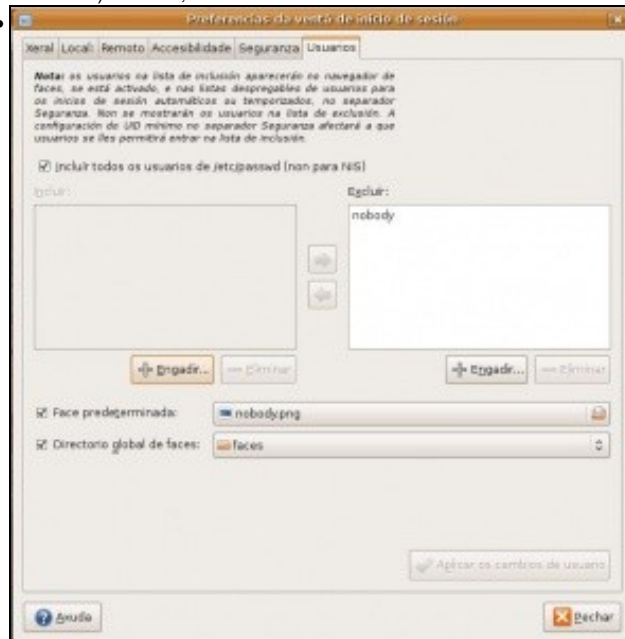 Preferencias da ventá de inicio de sesión
Xeral Local: Remoto Accesibilidade Seguranza Usuarios
Nota: os usuarios na lista de inclusión aparecerán no navegador de
faces, se está activado, e nas listas despregables de usuarios para
os inicios de sesión automáticos ou temporizados, no separador
Seguranza. Non se mostrarán os usuarios na lista de exclusión. A
configuración de UID mínimo no separador Seguranza afectará a que
usuarios se lles permitirá entrar na lista de inclusión.
Incluír todos os usuarios de /etc/passwd (non para NIS)
Incluír: Excluír:
nobody
Engadir... Eliminar Engadir... Eliminar
Face predeterminada: nobody.png
Directorio global de faces: faces
Aplicar os cambios de usuario
Axuda Pechar